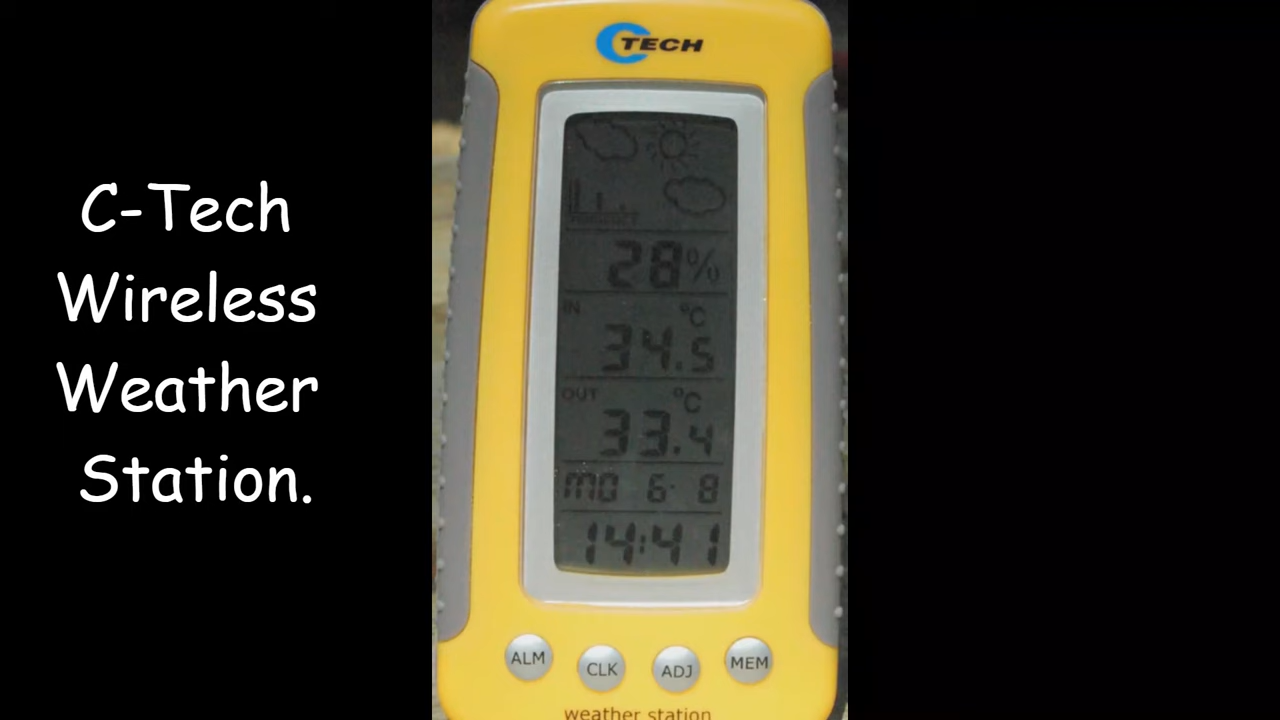 C-Tech
Wireless
Weather
Station.
C TECH
28%
IN °C
34.5
OUT °C
33.4
MO 6· 8
14:41
ALM CLK ADJ MEM
weather station